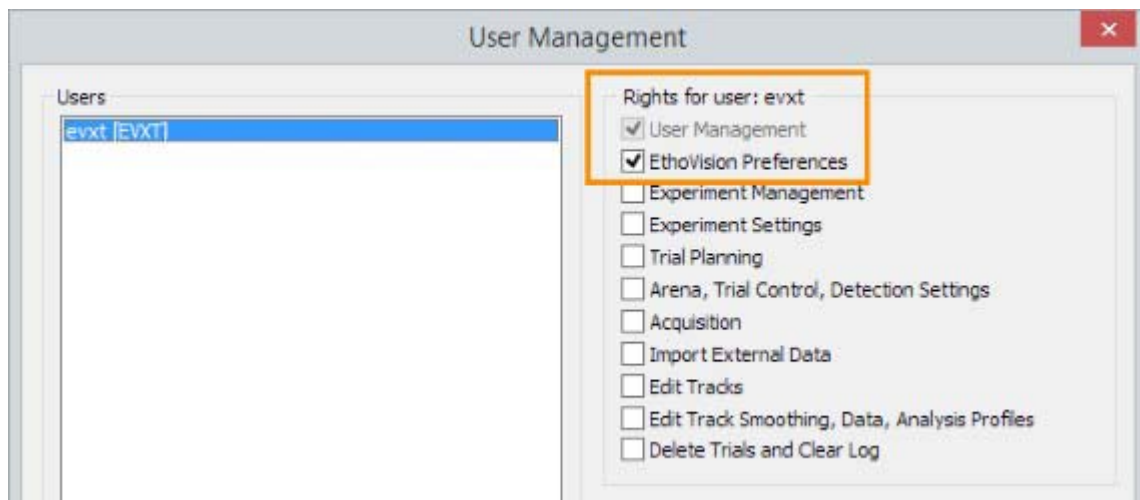 User Management
Users
evxt [EVXT]
Rights for user: evxt
User Management
EthoVision Preferences
Experiment Management
Experiment Settings
Trial Planning
Arena, Trial Control, Detection Settings
Acquisition
Import External Data
Edit Tracks
Edit Track Smoothing, Data, Analysis Profiles
Delete Trials and Clear Log